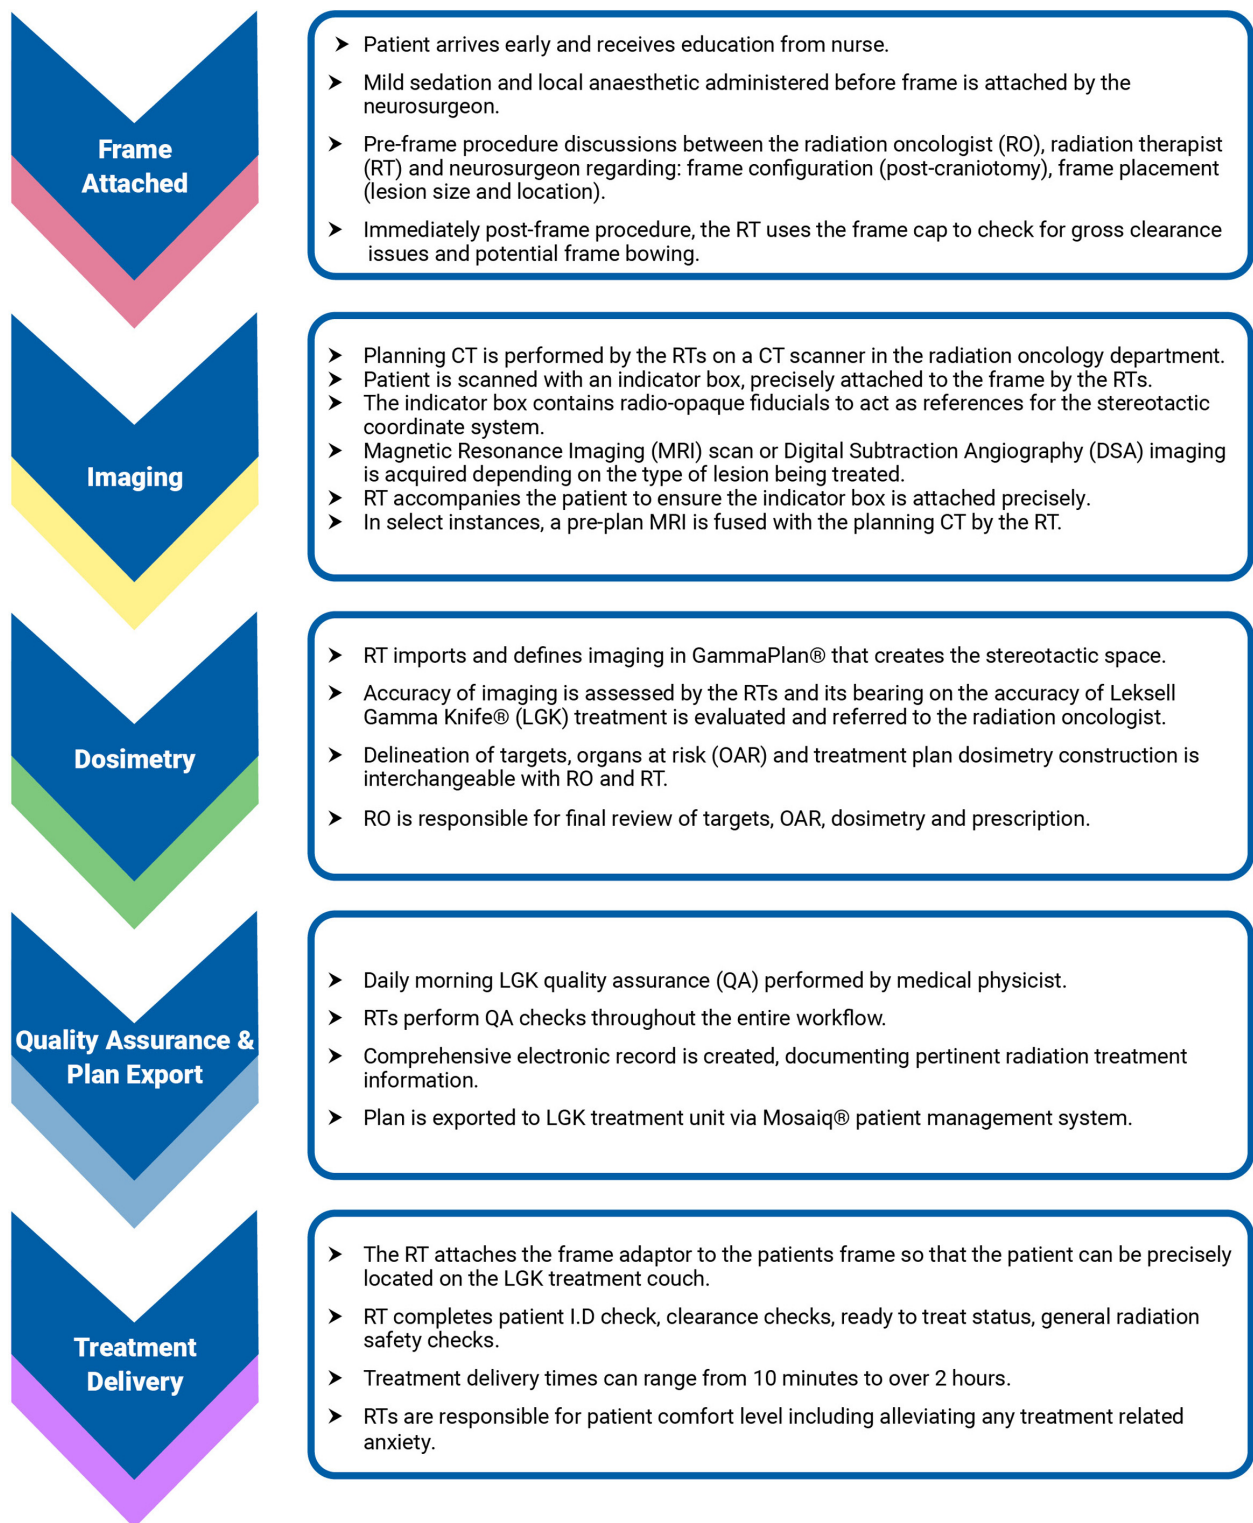 Frame
Attached
➤ Patient arrives early and receives education from nurse.
➤ Mild sedation and local anaesthetic administered before frame is attached by the
neurosurgeon.
➤ Pre-frame procedure discussions between the radiation oncologist (RO), radiation therapist
(RT) and neurosurgeon regarding: frame configuration (post-craniotomy), frame placement
(lesion size and location).
➤ Immediately post-frame procedure, the RT uses the frame cap to check for gross clearance
issues and potential frame bowing.
Imaging
➤ Planning CT is performed by the RTs on a CT scanner in the radiation oncology department.
➤ Patient is scanned with an indicator box, precisely attached to the frame by the RTs.
➤ The indicator box contains radio-opaque fiducials to act as references for the stereotactic
coordinate system.
➤ Magnetic Resonance Imaging (MRI) scan or Digital Subtraction Angiography (DSA) imaging
is acquired depending on the type of lesion being treated.
➤ RT accompanies the patient to ensure the indicator box is attached precisely.
➤ In select instances, a pre-plan MRI is fused with the planning CT by the RT.
Dosimetry
➤ RT imports and defines imaging in GammaPlan® that creates the stereotactic space.
➤ Accuracy of imaging is assessed by the RTs and its bearing on the accuracy of Leksell
Gamma Knife® (LGK) treatment is evaluated and referred to the radiation oncologist.
➤ Delineation of targets, organs at risk (OAR) and treatment plan dosimetry construction is
interchangeable with RO and RT.
➤ RO is responsible for final review of targets, OAR, dosimetry and prescription.
Quality Assurance &
Plan Export
➤ Daily morning LGK quality assurance (QA) performed by medical physicist.
➤ RTs perform QA checks throughout the entire workflow.
➤ Comprehensive electronic record is created, documenting pertinent radiation treatment
information.
➤ Plan is exported to LGK treatment unit via Mosaiq® patient management system.
Treatment
Delivery
➤ The RT attaches the frame adaptor to the patients frame so that the patient can be precisely
located on the LGK treatment couch.
➤ RT completes patient I.D check, clearance checks, ready to treat status, general radiation
safety checks.
➤ Treatment delivery times can range from 10 minutes to over 2 hours.
➤ RTs are responsible for patient comfort level including alleviating any treatment related
anxiety.